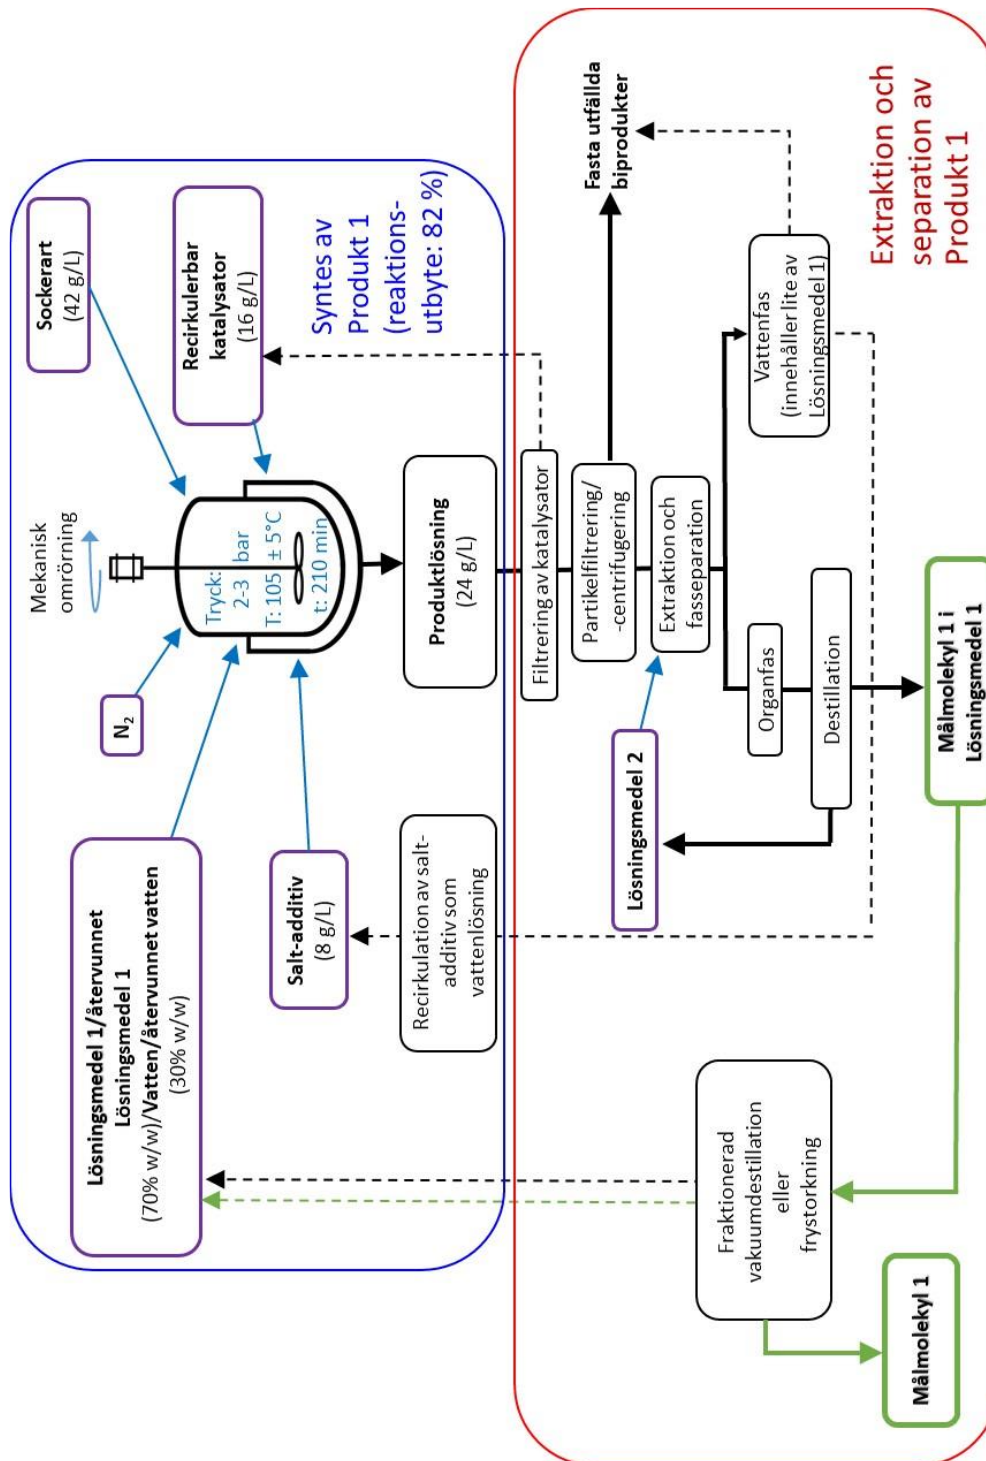 Lösningsmedel 1/återvunnet
Lösningsmedel 1
(70% w/w)/Vatten/återvunnet vatten
(30% w/w)
N₂
Mekanisk
omrörning
Sockerart
(42 g/L)
Salt-additiv
(8 g/L)
Tryck:
2-3 bar
T: 105 ± 5°C
t: 210 min
Recirkulerbar
katalysator
(16 g/L)
Syntes av
Produkt 1
(reaktions-
utbyte: 82 %)
Recirkulation av salt-
additiv som
vattenlösning
Produktlösning
(24 g/L)
Filtrering av katalysator
Partikelfiltrering/
-centrifugering
Fasta utfällda
biprodukter
Lösningsmedel 2
Extraktion och
fasseparation
Organfas
Vattenfas
(innehåller lite av
Lösningsmedel 1)
Destillation
Fraktionerad
vakuumdestillation
eller
frystorkning
Extraktion och
separation av
Produkt 1
Målmolekyl 1
Målmolekyl 1 i
Lösningsmedel 1